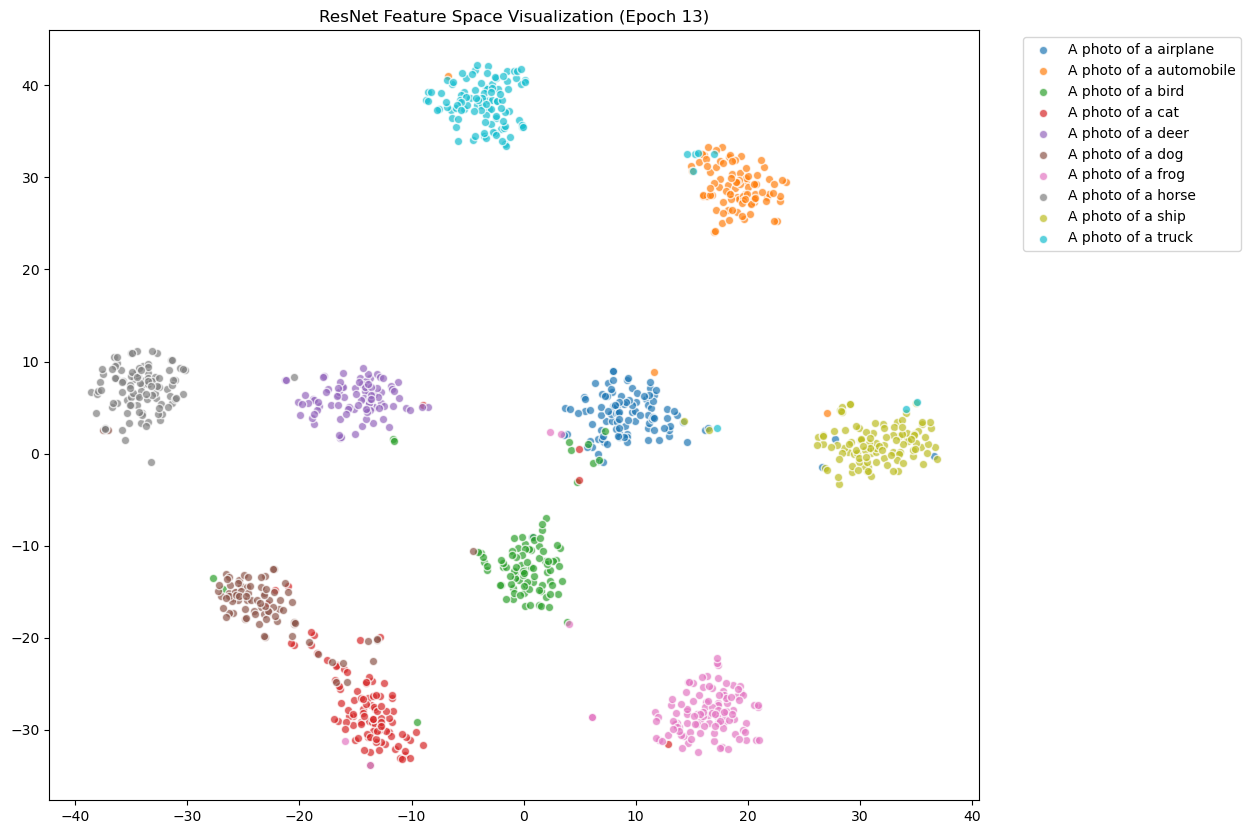 ResNet Feature Space Visualization (Epoch 13)
A photo of a airplane
A photo of a automobile
A photo of a bird
A photo of a cat
A photo of a deer
A photo of a dog
A photo of a frog
A photo of a horse
A photo of a ship
A photo of a truck
40
30
20
10
0
−10
−20
−30
−40 −30 −20 −10 0 10 20 30 40